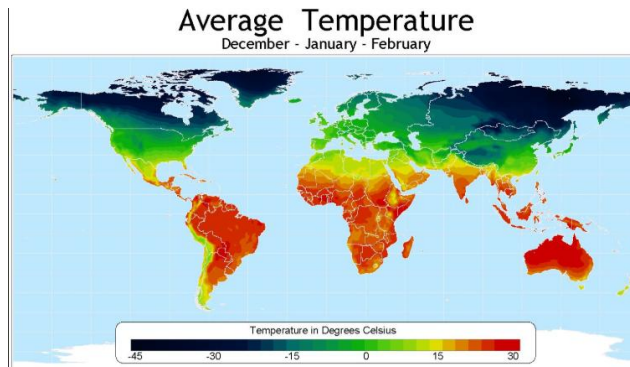 Average Temperature
December - January - February
Temperature in Degrees Celsius
-45 -30 -15 0 15 30